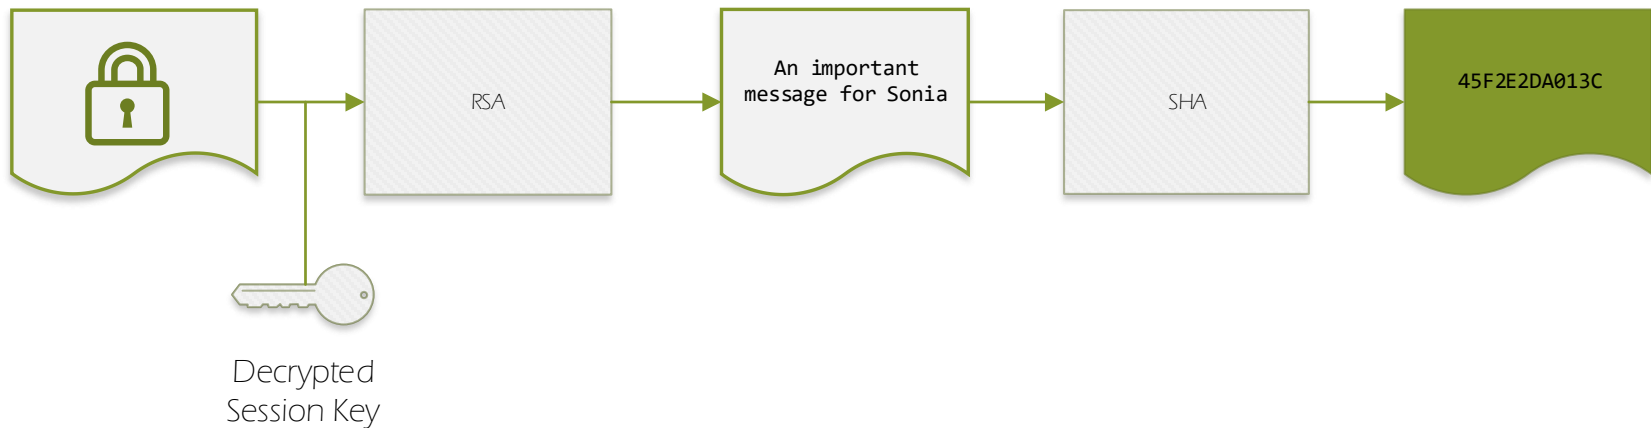 RSA
An important
message for Sonia
SHA
45F2E2DA013C
Decrypted
Session Key